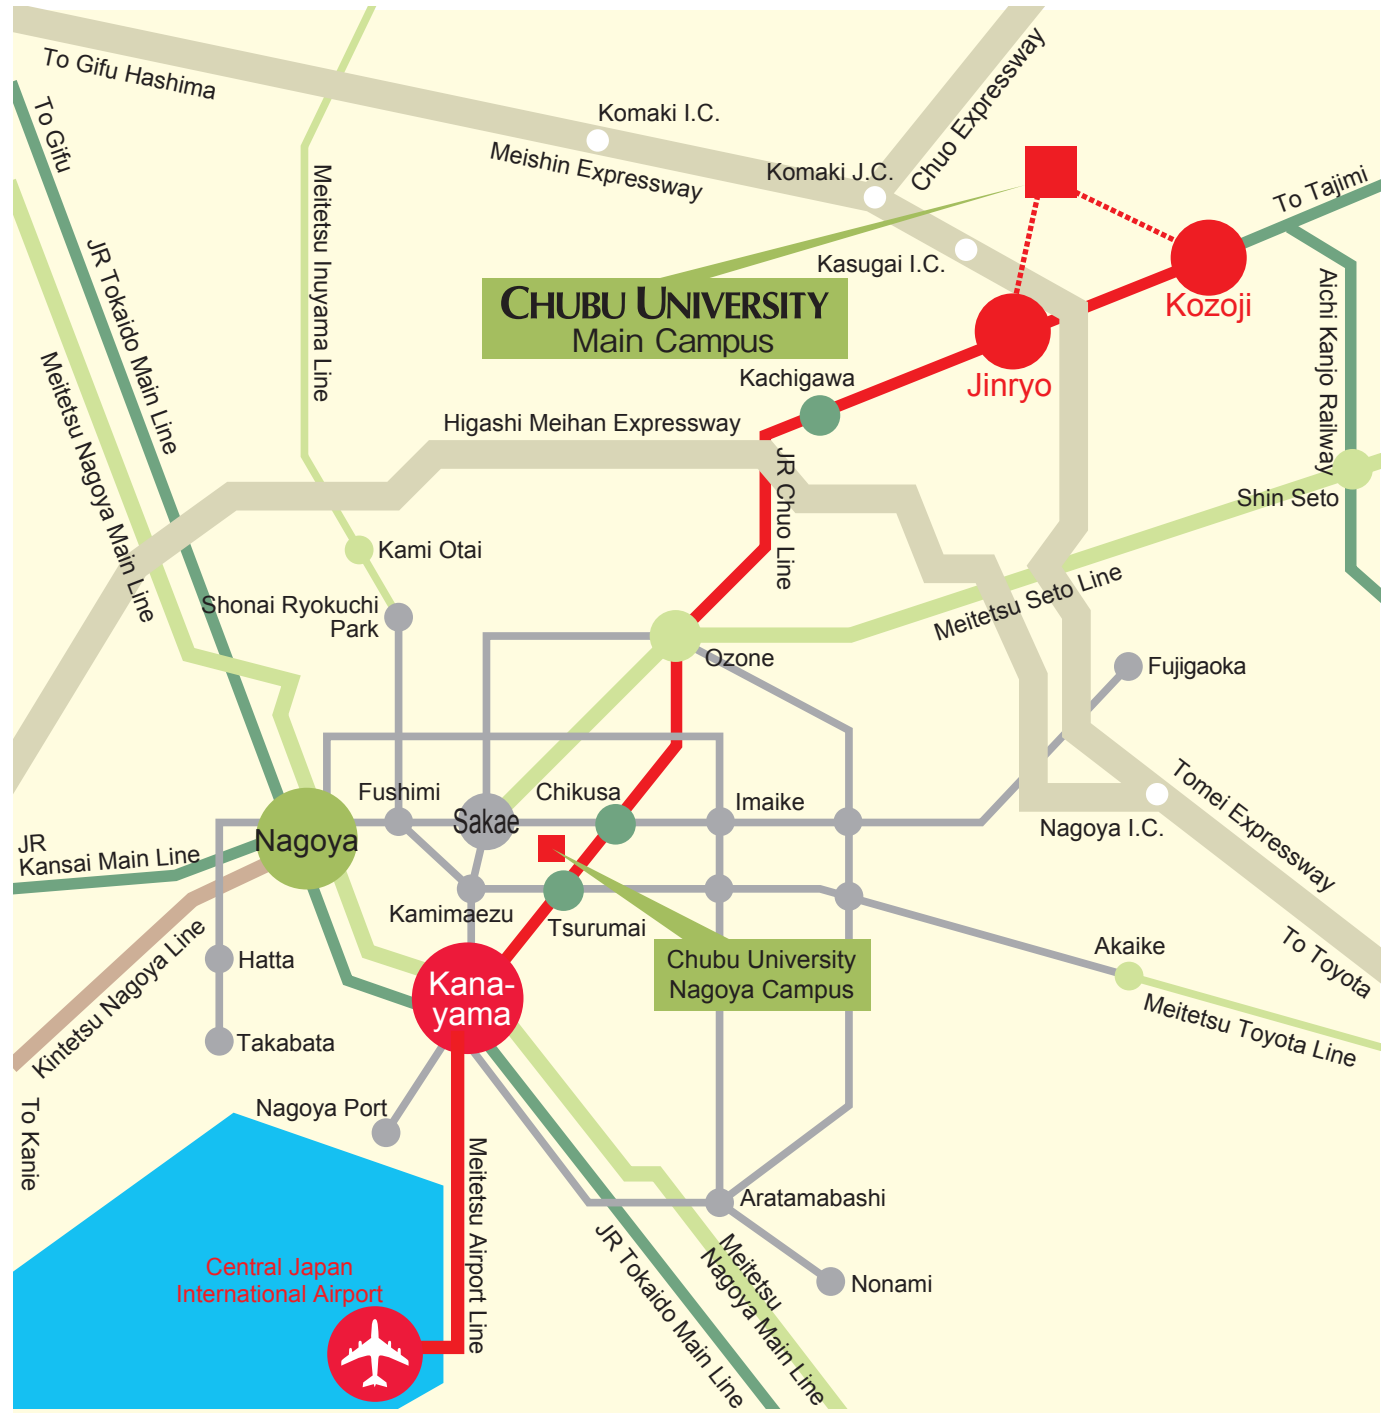 To Gifu Hashima
To Gifu
Komaki I.C.
Meishin Expressway
Chuo Expressway
Komaki J.C.
Kasugai I.C.
To Tajimi
Meitetsu Inuyama Line
JR Tokaido Main Line
Meitetsu Nagoya Main Line
CHUBU UNIVERSITY
Main Campus
Kozoji
Jinryo
Aichi Kanjo Railway
Kachigawa
Higashi Meihan Expressway
JR Chuo Line
Shin Seto
Kami Otai
Shonai Ryokuchi
Park
Meitetsu Seto Line
Ozone
Fujigaoka
Fushimi
Sakae
Chikusa
Imaike
Nagoya
Nagoya I.C.
Tomei Expressway
JR
Kansai Main Line
Kamimaezu
Tsurumai
Hatta
Kintetsu Nagoya Line
Chubu University
Nagoya Campus
Akaike
To Toyota
Kana-
yama
Takabata
Meitetsu Toyota Line
Nagoya Port
To Kanie
Meitetsu Airport Line
Aratamabashi
Central Japan
International Airport
JR Tokaido Main Line
Meitetsu
Nagoya Main Line
Nonami